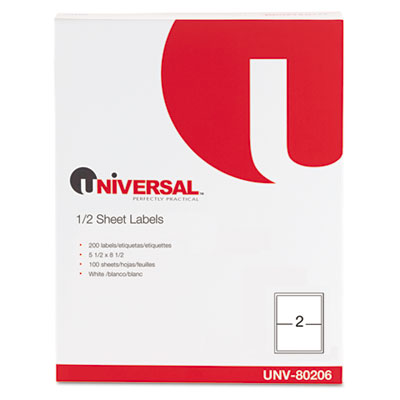 UNIVERSAL™
PERFECTLY PRACTICAL
1/2 Sheet Labels
• 200 labels/etiquetas/etiquettes
• 5 1/2 x 8 1/2
• 100 sheets/hojas/feuilles
• White /blanco/blanc
2
UNV-80206